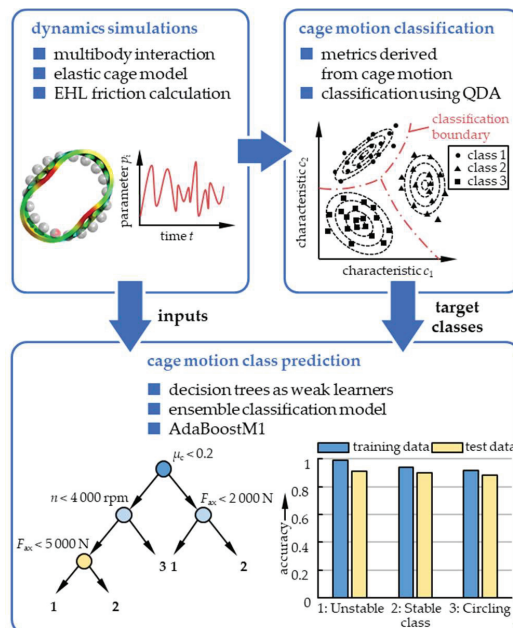 dynamics simulations
multibody interaction
elastic cage model
EHL friction calculation
parameter pᵢ
time t
cage motion classification
metrics derived
from cage motion
classification using QDA
classification
boundary
class 1
class 2
class 3
characteristic c₂
characteristic c₁
inputs
target
classes
cage motion class prediction
decision trees as weak learners
ensemble classification model
AdaBoostM1
μc < 0.2
n < 4 000 rpm
Fax < 2 000 N
Fax < 5 000 N
3 1
2
1
2
training data
test data
accuracy
1
0.8
0.6
0.4
0.2
0
1: Unstable
2: Stable
3: Circling
class